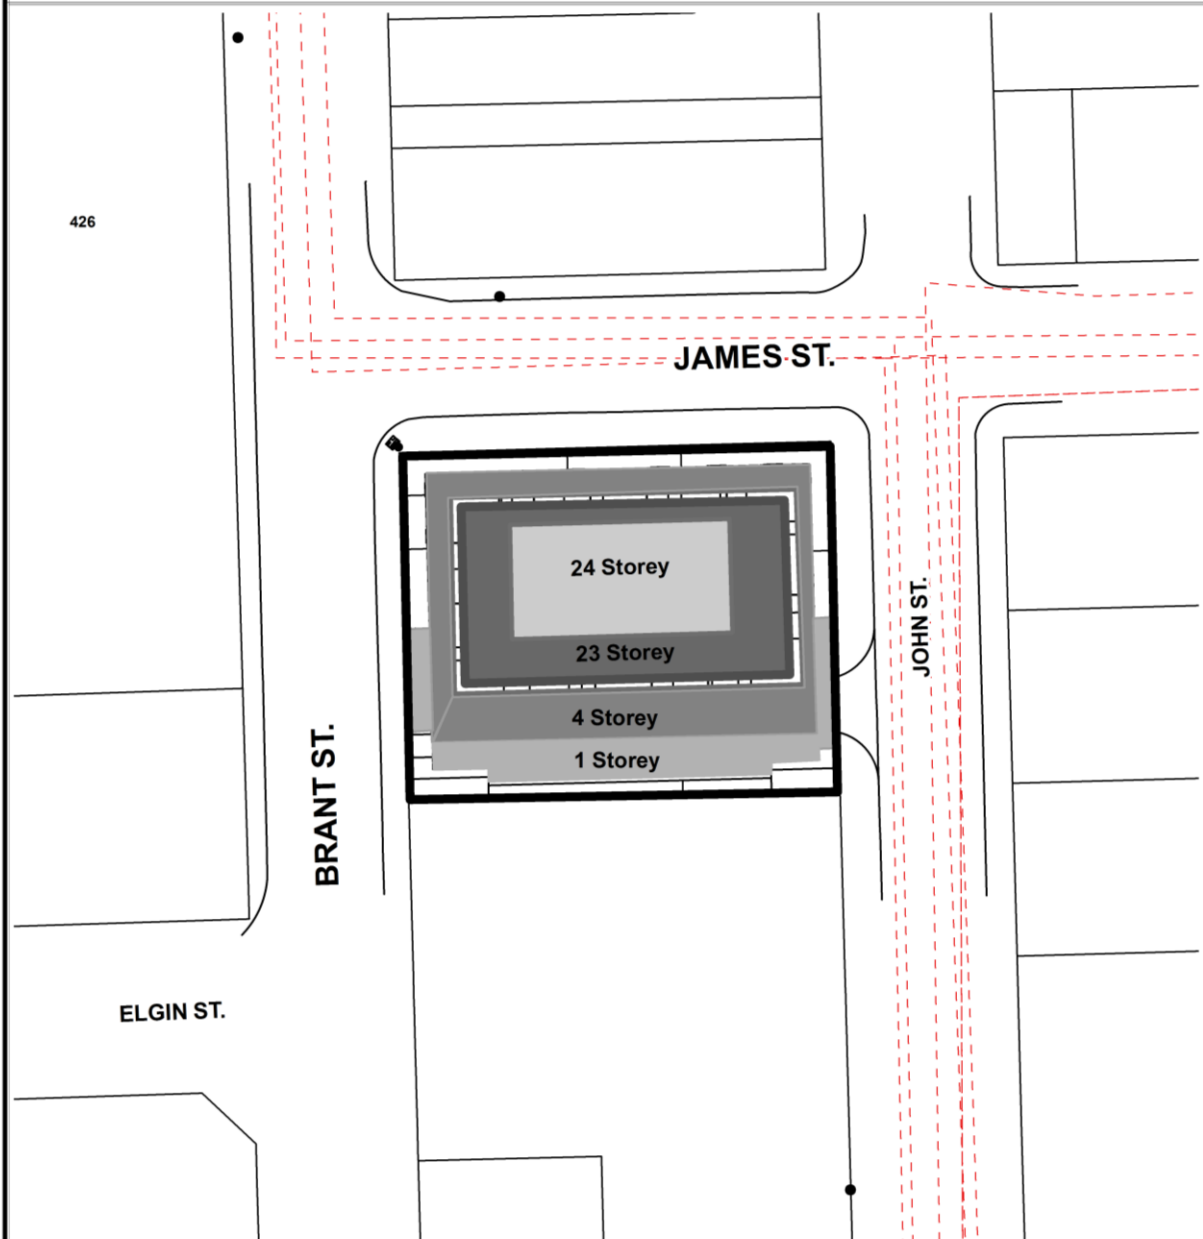 426
JAMES ST.
24 Storey
JOHN ST.
23 Storey
4 Storey
1 Storey
BRANT ST.
ELGIN ST.